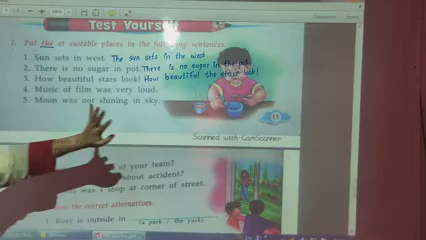 Test Yourself
I. Put the at suitable places in the following sentences.
1. Sun sets in west. The sun sets in the west.
2. There is no sugar in pot. There is no sugar in the pot.
3. How beautiful stars look! How beautiful the stars look!
4. Music of film was very loud.
5. Moon was not shining in sky.
Scanned with CamScanner
of your team?
about accident?
was a shop at corner of street.
the correct alternatives.
1. Boys is outside in (a park / the park)